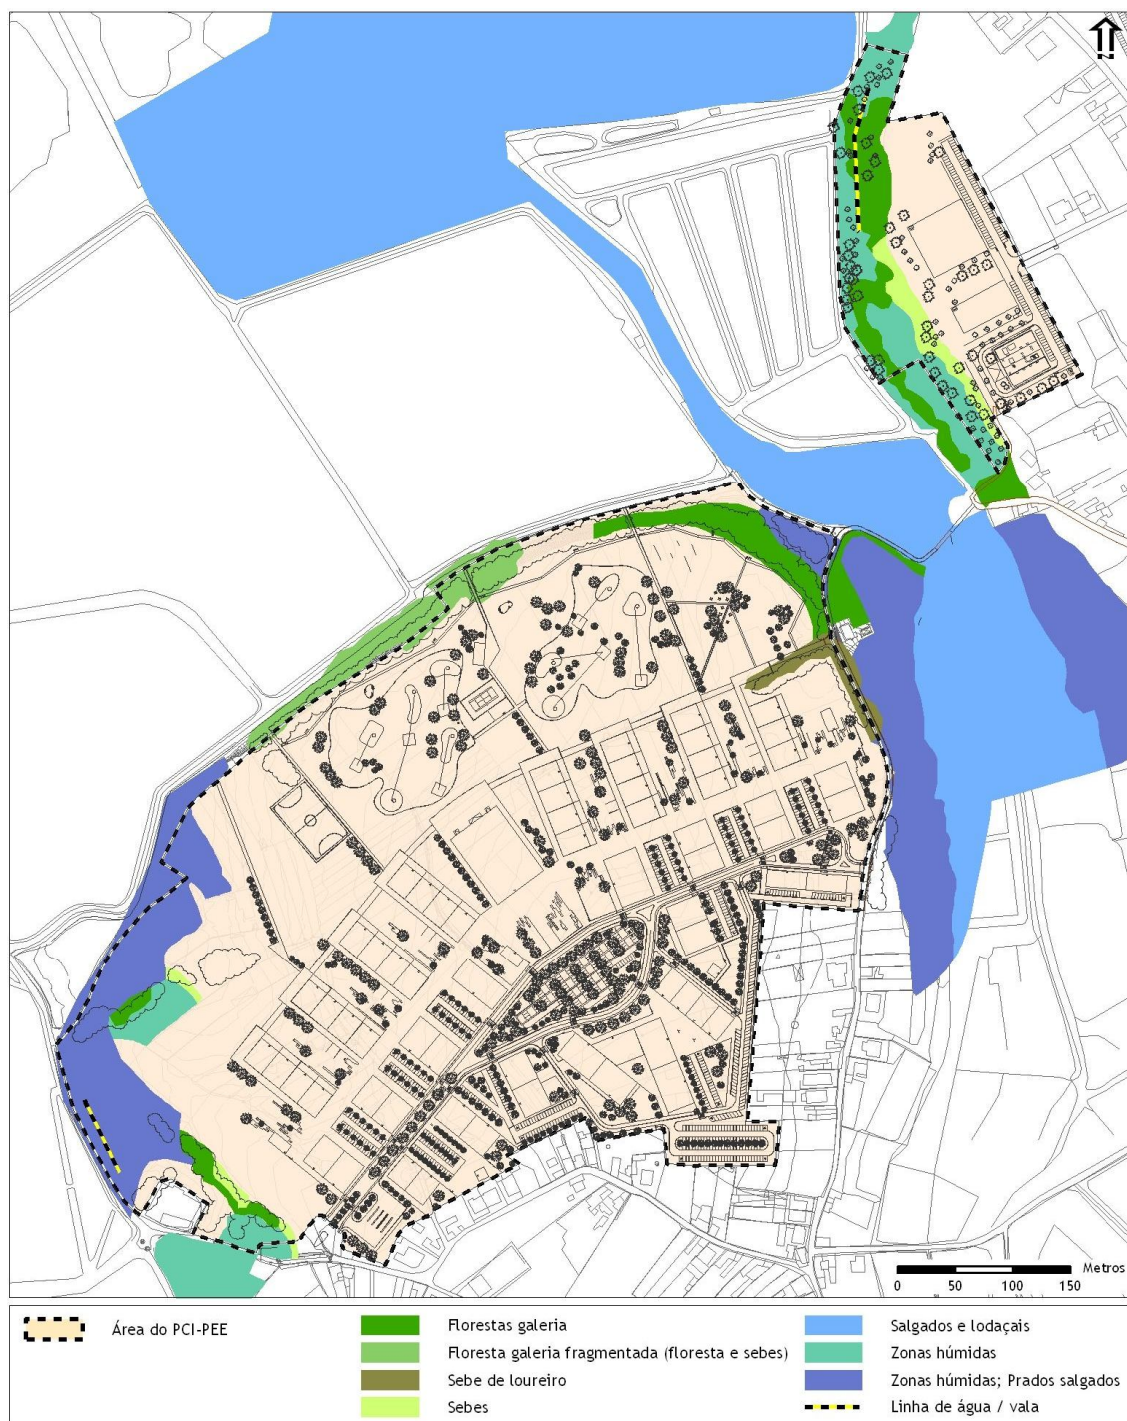 Metros
0 50 100 150
Área do PCI-PEE
Florestas galeria
Floresta galeria fragmentada (floresta e sebes)
Sebe de loureiro
Sebes
Salgados e lodaçais
Zonas húmidas
Zonas húmidas; Prados salgados
Linha de água / vala